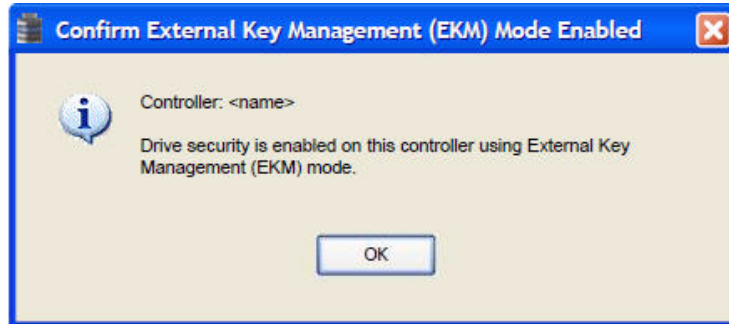 Confirm External Key Management (EKM) Mode Enabled
Controller: <name>
Drive security is enabled on this controller using External Key
Management (EKM) mode.
OK